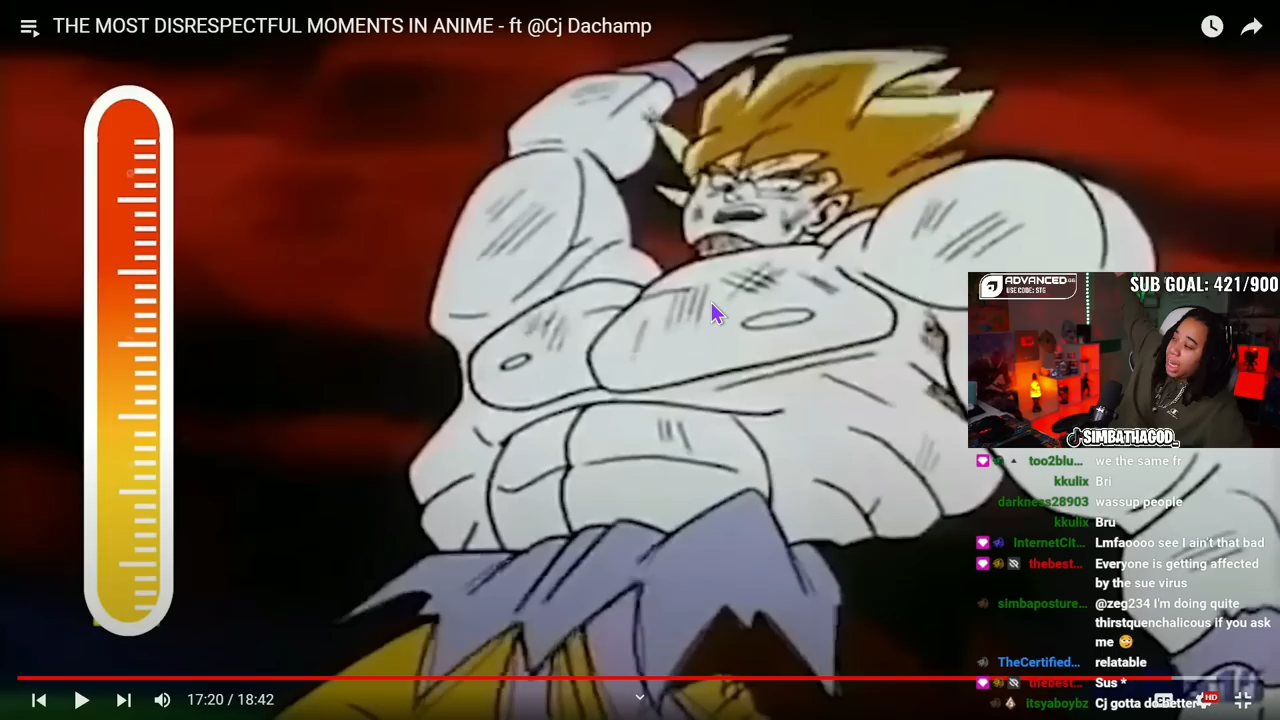 THE MOST DISRESPECTFUL MOMENTS IN ANIME - ft @Cj Dachamp
ADVANCED
USE CODE: STG
SUB GOAL: 421/900
SIMBATHAGOD_
too2blu... we the same fr
kkulix Bri
darkness28903 wassup people
kkulix Bru
InternetCit... Lmfaoooo see I ain't that bad
thebest... Everyone is getting affected
by the sue virus
simbaposture... @zeg234 I'm doing quite
thirstquenchalicous if you ask
me
TheCertified... relatable
thebest... Sus *
itsyaboybz Cj gotta do better
HD
17:20 / 18:42